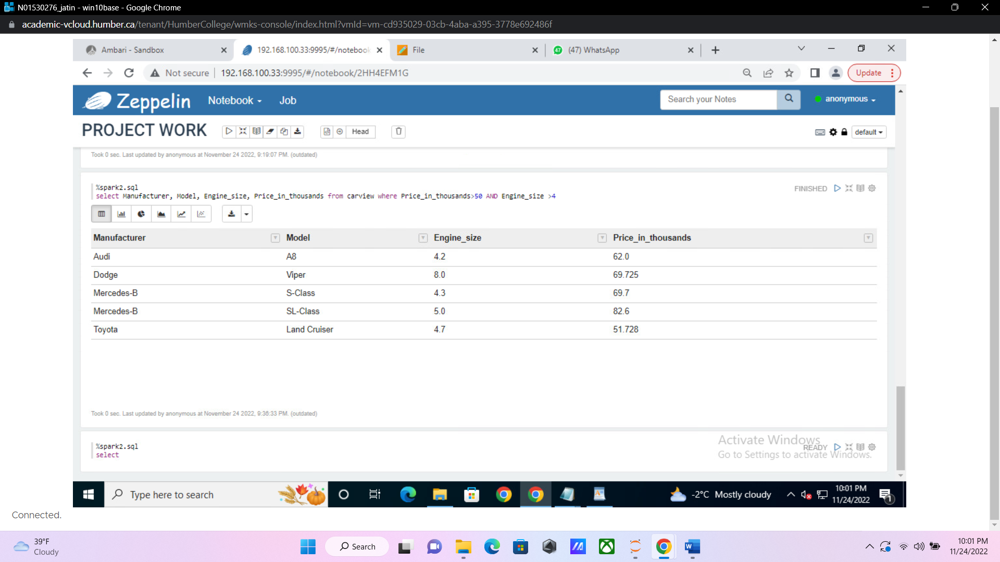 N01530276_jatin - win10base - Google Chrome
academic-vcloud.humber.ca/tenant/HumberCollege/wmks-console/index.html?vmId=vm-cd935029-03cb-4aba-a395-3778e692486f
Ambari - Sandbox
192.168.100.33:9995/#/noteboo
File
47 (47) WhatsApp
Not secure 192.168.100.33:9995/#/notebook/2HH4EFM1G
Update
Zeppelin Notebook Job
Search your Notes
anonymous
PROJECT WORK
Head
default
Took 0 sec. Last updated by anonymous at November 24 2022, 9:19:07 PM. (outdated)
%spark2.sql
select Manufacturer, Model, Engine_size, Price_in_thousands from carview where Price_in_thousands>50 AND Engine_size >4
FINISHED
Manufacturer Model Engine_size Price_in_thousands
Audi A8 4.2 62.0
Dodge Viper 8.0 69.725
Mercedes-B S-Class 4.3 69.7
Mercedes-B SL-Class 5.0 82.6
Toyota Land Cruiser 4.7 51.728
Took 0 sec. Last updated by anonymous at November 24 2022, 9:36:33 PM. (outdated)
%spark2.sql
select
READY
Activate Windows
Go to Settings to activate Windows.
Type here to search
-2°C Mostly cloudy
10:01 PM
11/24/2022
1
Connected.
39°F
Cloudy
Search
10:01 PM
11/24/2022